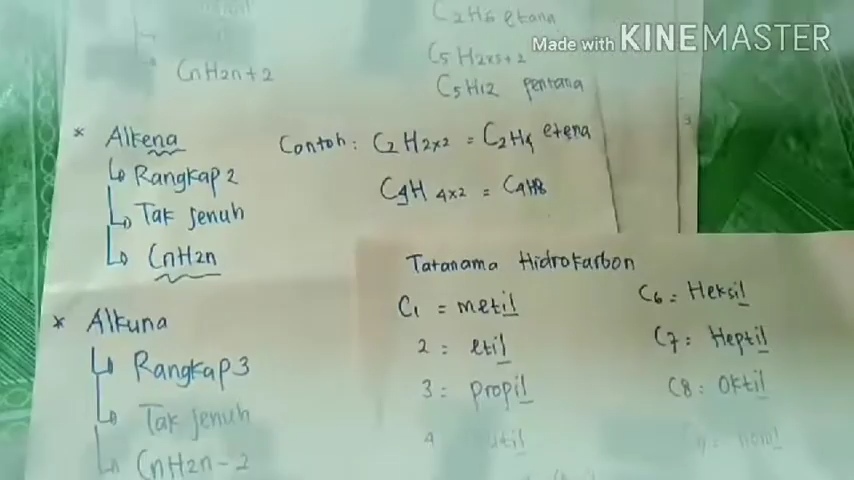 C2H6 etana
Made with KINEMASTER
C5H2x5+2
CnH2n+2
C5H12 pentana
* Alkena
Contoh: C2H2x2 = C2H4 etena
Rangkap 2
C4H4x2 = C4H8
Tak jenuh
CnH2n
Tatanama Hidrokarbon
C1 = metil
C6 = Heksil
* Alkuna
2 = etil
C7 = Heptil
Rangkap 3
3 = propil
C8 = Oktil
Tak jenuh
4
CnH2n-2